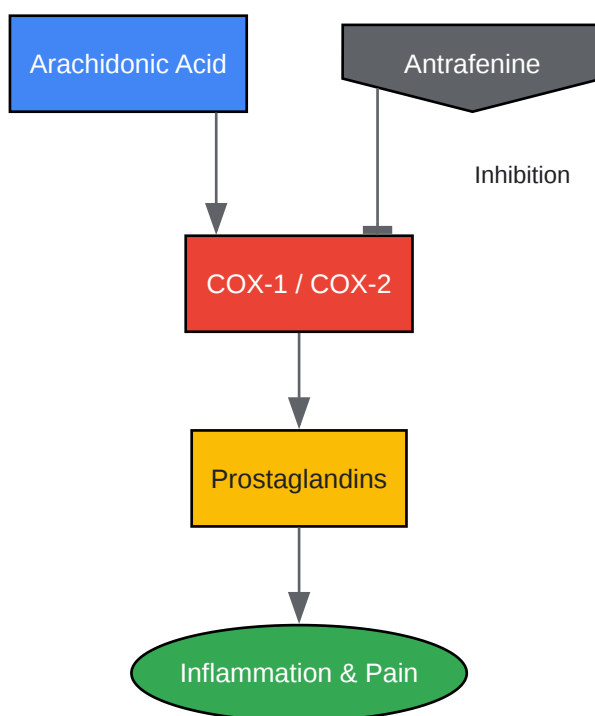 Arachidonic Acid
Antrafenine
Inhibition
COX-1 / COX-2
Prostaglandins
Inflammation & Pain